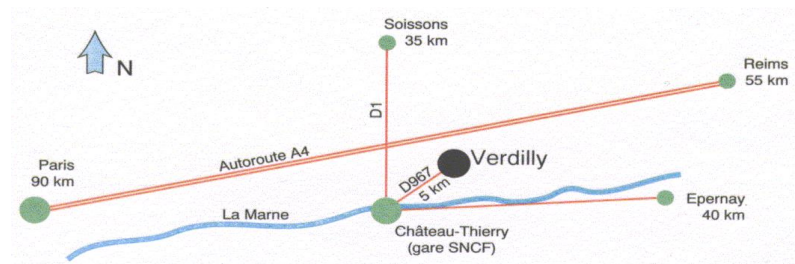 Soissons
35 km
N
Reims
55 km
D1
Autoroute A4
Verdilly
Paris
90 km
D967
5 km
La Marne
Epernay
40 km
Château-Thierry
(gare SNCF)